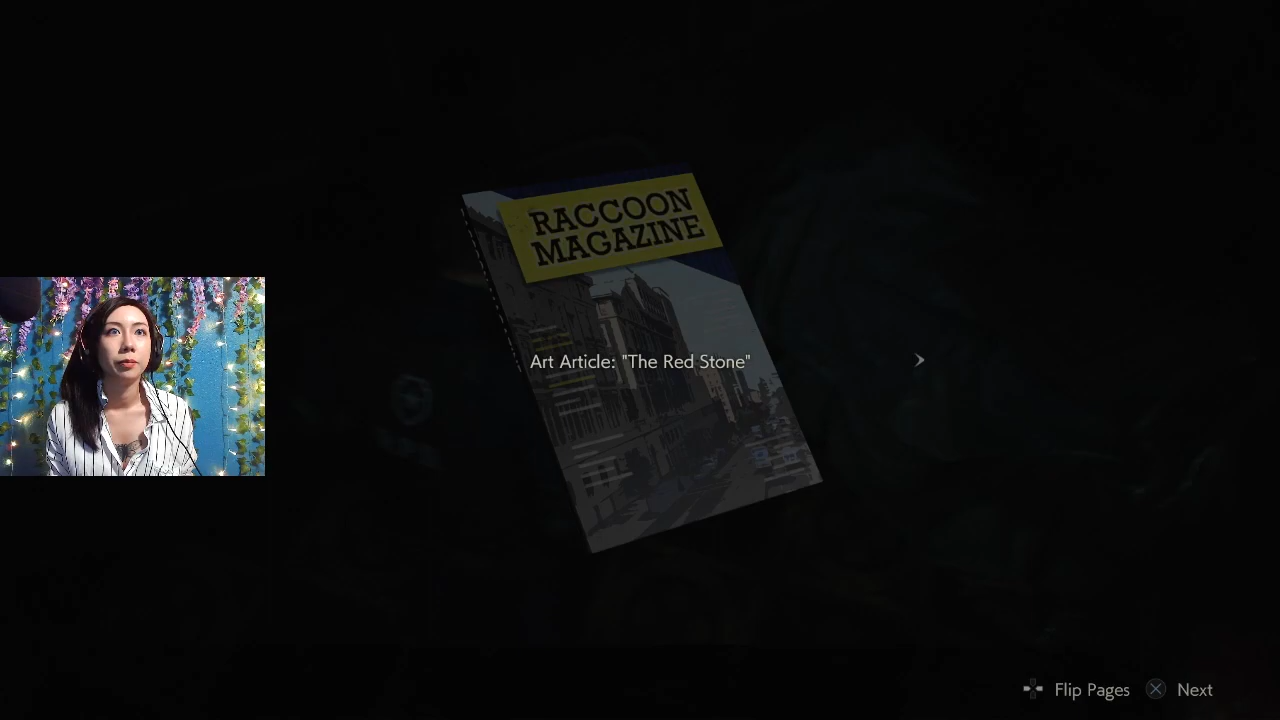 RACCOON
MAGAZINE
Art Article: "The Red Stone"
Flip Pages
Next